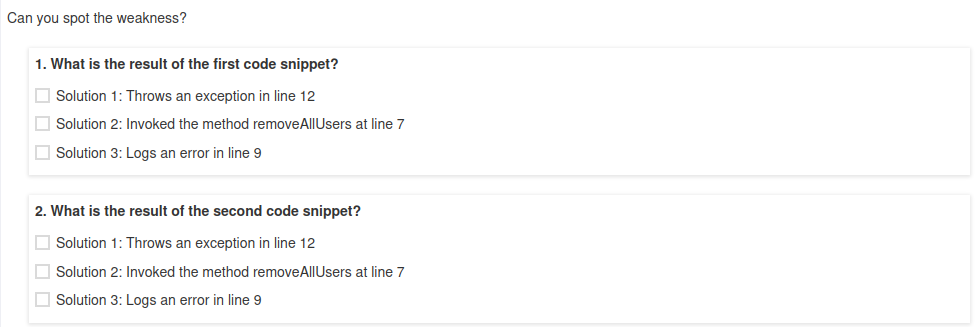 Can you spot the weakness?
1. What is the result of the first code snippet?
Solution 1: Throws an exception in line 12
Solution 2: Invoked the method removeAllUsers at line 7
Solution 3: Logs an error in line 9
2. What is the result of the second code snippet?
Solution 1: Throws an exception in line 12
Solution 2: Invoked the method removeAllUsers at line 7
Solution 3: Logs an error in line 9